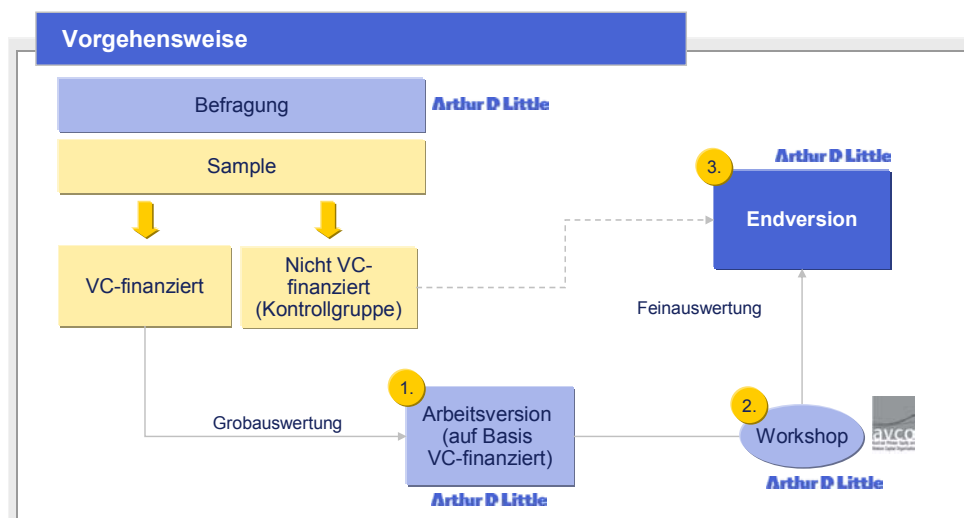 Vorgehensweise
Befragung
Arthur D Little
Sample
Arthur D Little
3.
Endversion
VC-finanziert
Nicht VC-
finanziert
(Kontrollgruppe)
Feinauswertung
1.
Arbeitsversion
(auf Basis
VC-finanziert)
Grobauswertung
2.
Workshop
avco
Arthur D Little
Arthur D Little